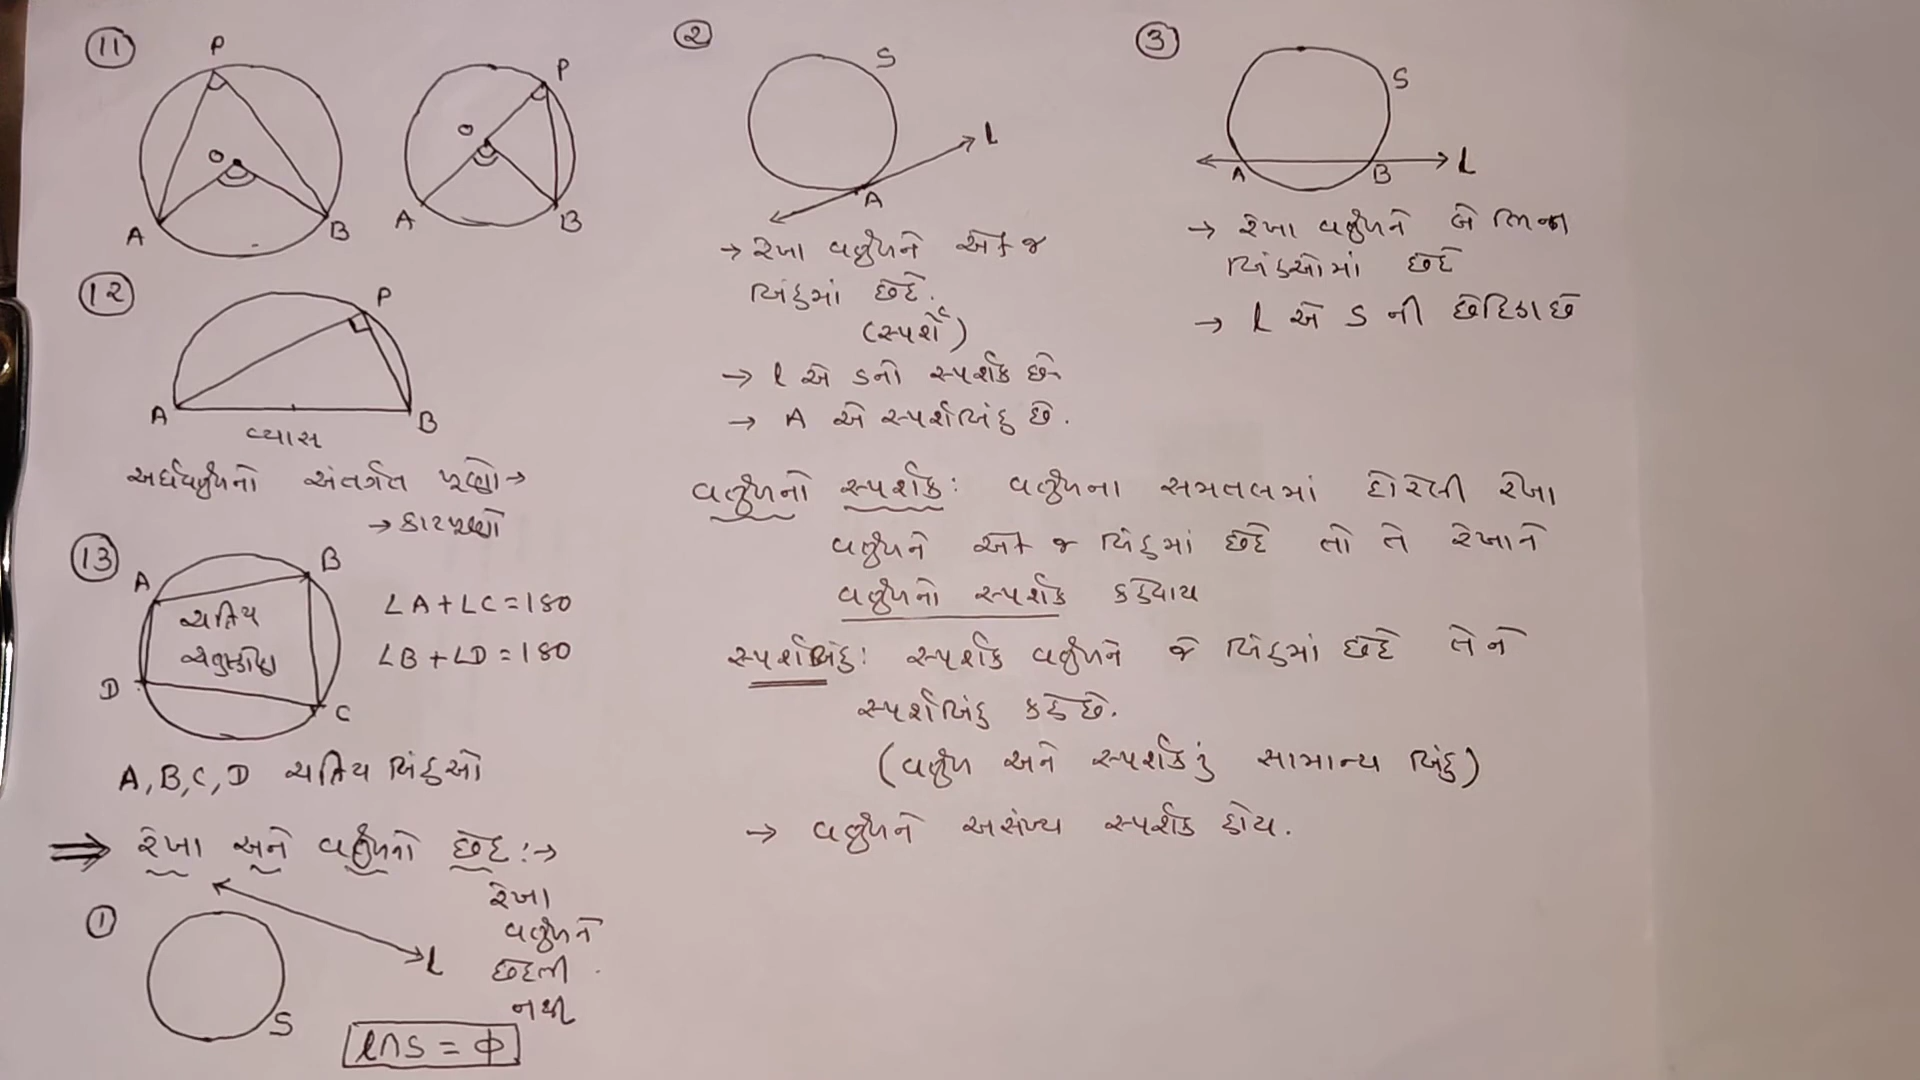 11
P
O
A B
P
O
A B
12
P
A B
વ્યાસ
અર્ધવર્તુળનો અંતર્ગત ખૂણો →
→ કાટખૂણો
13
A B
ચક્રિય
ચતુષ્કોણ
D C
∠A + ∠C = 180
∠B + ∠D = 180
A, B, C, D ચક્રિય બિંદુઓ
⇒ રેખા અને વર્તુળનો છેદ :→
1
l
S
રેખા
વર્તુળને
છેદતી
નથી
l∩S = ϕ
2
S
l
A
→ રેખા વર્તુળને એક જ
બિંદુમાં છેદે.
(સ્પર્શે)
→ l એ Sનો સ્પર્શક છે
→ A એ સ્પર્શબિંદુ છે.
3
S
l
A B
→ રેખા વર્તુળને બે ભિન્ન
બિંદુઓમાં છેદે
→ l એ S ની છેદિકા છે
વર્તુળનો સ્પર્શક : વર્તુળના સમતલમાં દોરેલી રેખા
વર્તુળને એક જ બિંદુમાં છેદે તો તે રેખાને
વર્તુળનો સ્પર્શક કહેવાય
સ્પર્શબિંદુ : સ્પર્શક વર્તુળને જે બિંદુમાં છેદે તેને
સ્પર્શબિંદુ કહે છે.
(વર્તુળ અને સ્પર્શકનું સામાન્ય બિંદુ)
→ વર્તુળને અસંખ્ય સ્પર્શક હોય.